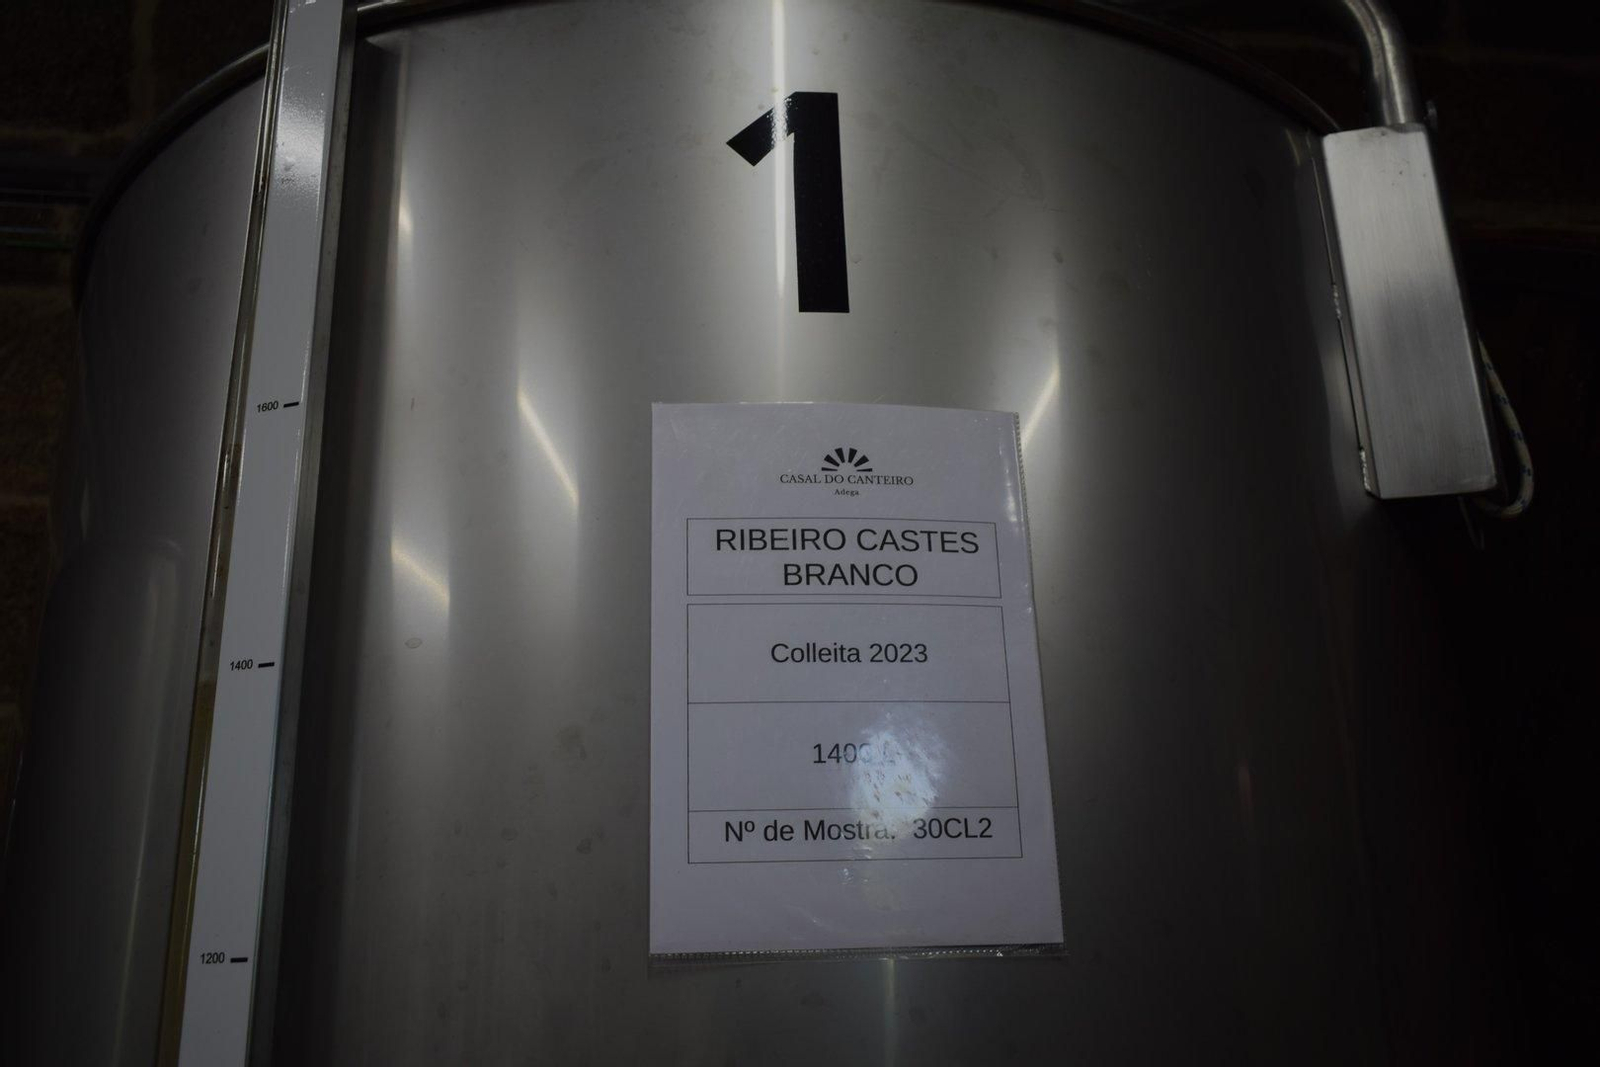 1
1600
1400
1200
CASAL DO CANTEIRO
Adega
RIBEIRO CASTES
BRANCO
Colleita 2023
1400
Nº de Mostra: 30CL2